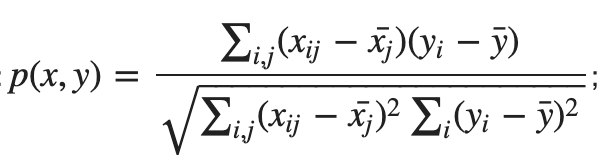 ; p(x, y) = \frac{\sum_{i,j}(x_{ij} - \bar{x_j})(y_i - \bar{y})}{\sqrt{\sum_{i,j}(x_{ij} - \bar{x_j})^2 \sum_i (y_i - \bar{y})^2}};